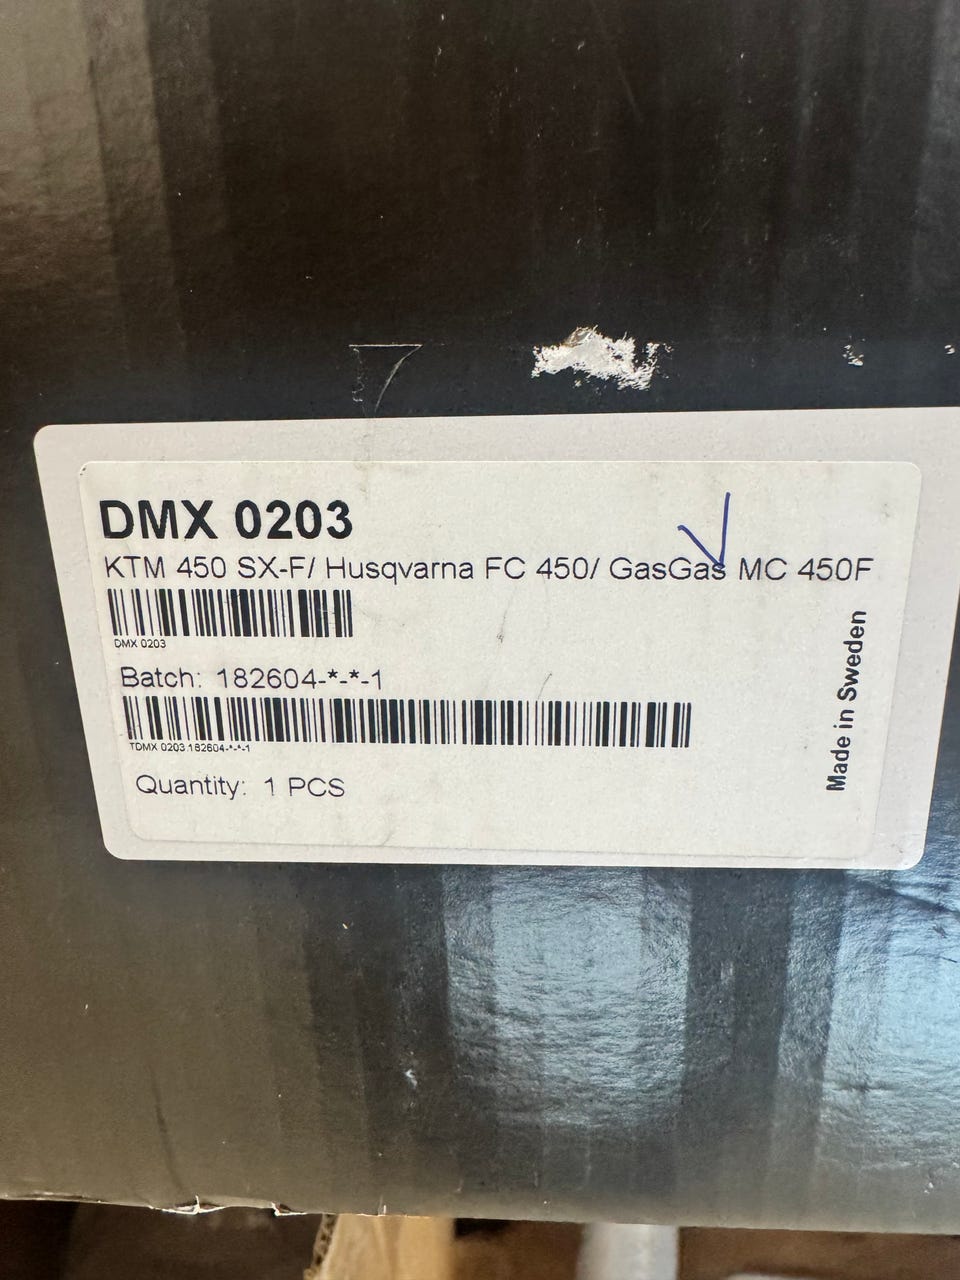 DMX 0203
KTM 450 SX-F/ Husqvarna FC 450/ GasGas MC 450F
DMX 0203
Batch: 182604-*-*-1
TDMX 0203 182604-*-*-1
Quantity: 1 PCS
Made in Sweden